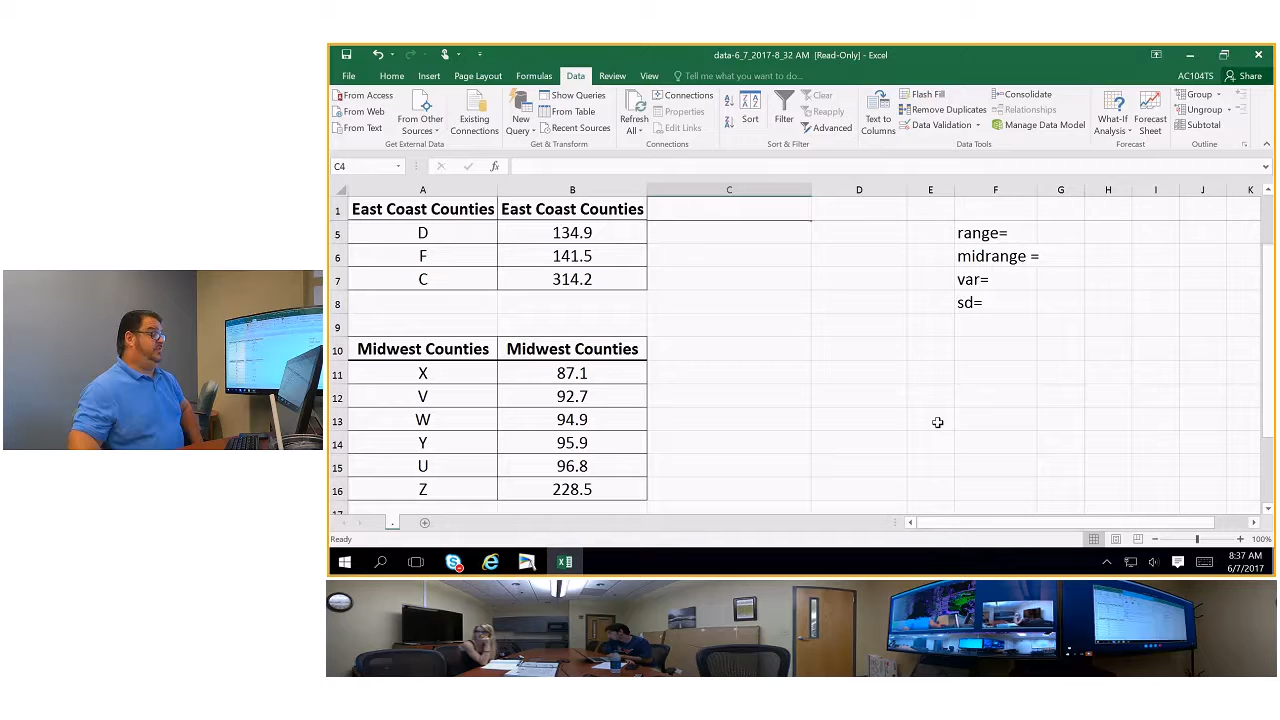 data-6_7_2017-8_32 AM [Read-Only] - Excel
File Home Insert Page Layout Formulas Data Review View Tell me what you want to do... AC104TS Share
From Access
From Web
From Text
From Other Sources
Existing Connections
Get External Data
New Query
Show Queries
From Table
Recent Sources
Get & Transform
Refresh All
Connections
Properties
Edit Links
Connections
Sort
Filter
Clear
Reapply
Advanced
Sort & Filter
Text to Columns
Flash Fill
Remove Duplicates
Data Validation
Consolidate
Relationships
Manage Data Model
Data Tools
What-If Analysis
Forecast Sheet
Forecast
Group
Ungroup
Subtotal
Outline
C4 fx
A B C D E F G H I J K
1 East Coast Counties East Coast Counties
5 D 134.9 range=
6 F 141.5 midrange =
7 C 314.2 var=
8 sd=
9
10 Midwest Counties Midwest Counties
11 X 87.1
12 V 92.7
13 W 94.9
14 Y 95.9
15 U 96.8
16 Z 228.5
17
.
Ready 100%
8:37 AM
6/7/2017